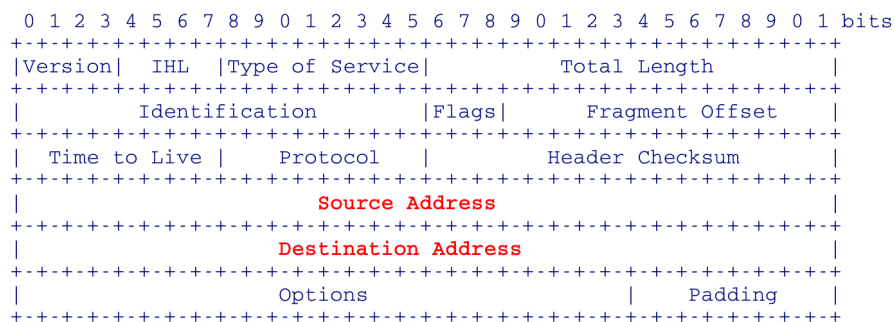 0 1 2 3 4 5 6 7 8 9 0 1 2 3 4 5 6 7 8 9 0 1 2 3 4 5 6 7 8 9 0 1 bits
+-+-+-+-+-+-+-+-+-+-+-+-+-+-+-+-+-+-+-+-+-+-+-+-+-+-+-+-+-+-+-+-+
|Version| IHL |Type of Service| Total Length |
+-+-+-+-+-+-+-+-+-+-+-+-+-+-+-+-+-+-+-+-+-+-+-+-+-+-+-+-+-+-+-+-+
| Identification |Flags| Fragment Offset |
+-+-+-+-+-+-+-+-+-+-+-+-+-+-+-+-+-+-+-+-+-+-+-+-+-+-+-+-+-+-+-+-+
| Time to Live | Protocol | Header Checksum |
+-+-+-+-+-+-+-+-+-+-+-+-+-+-+-+-+-+-+-+-+-+-+-+-+-+-+-+-+-+-+-+-+
| Source Address |
+-+-+-+-+-+-+-+-+-+-+-+-+-+-+-+-+-+-+-+-+-+-+-+-+-+-+-+-+-+-+-+-+
| Destination Address |
+-+-+-+-+-+-+-+-+-+-+-+-+-+-+-+-+-+-+-+-+-+-+-+-+-+-+-+-+-+-+-+-+
| Options | Padding |
+-+-+-+-+-+-+-+-+-+-+-+-+-+-+-+-+-+-+-+-+-+-+-+-+-+-+-+-+-+-+-+-+